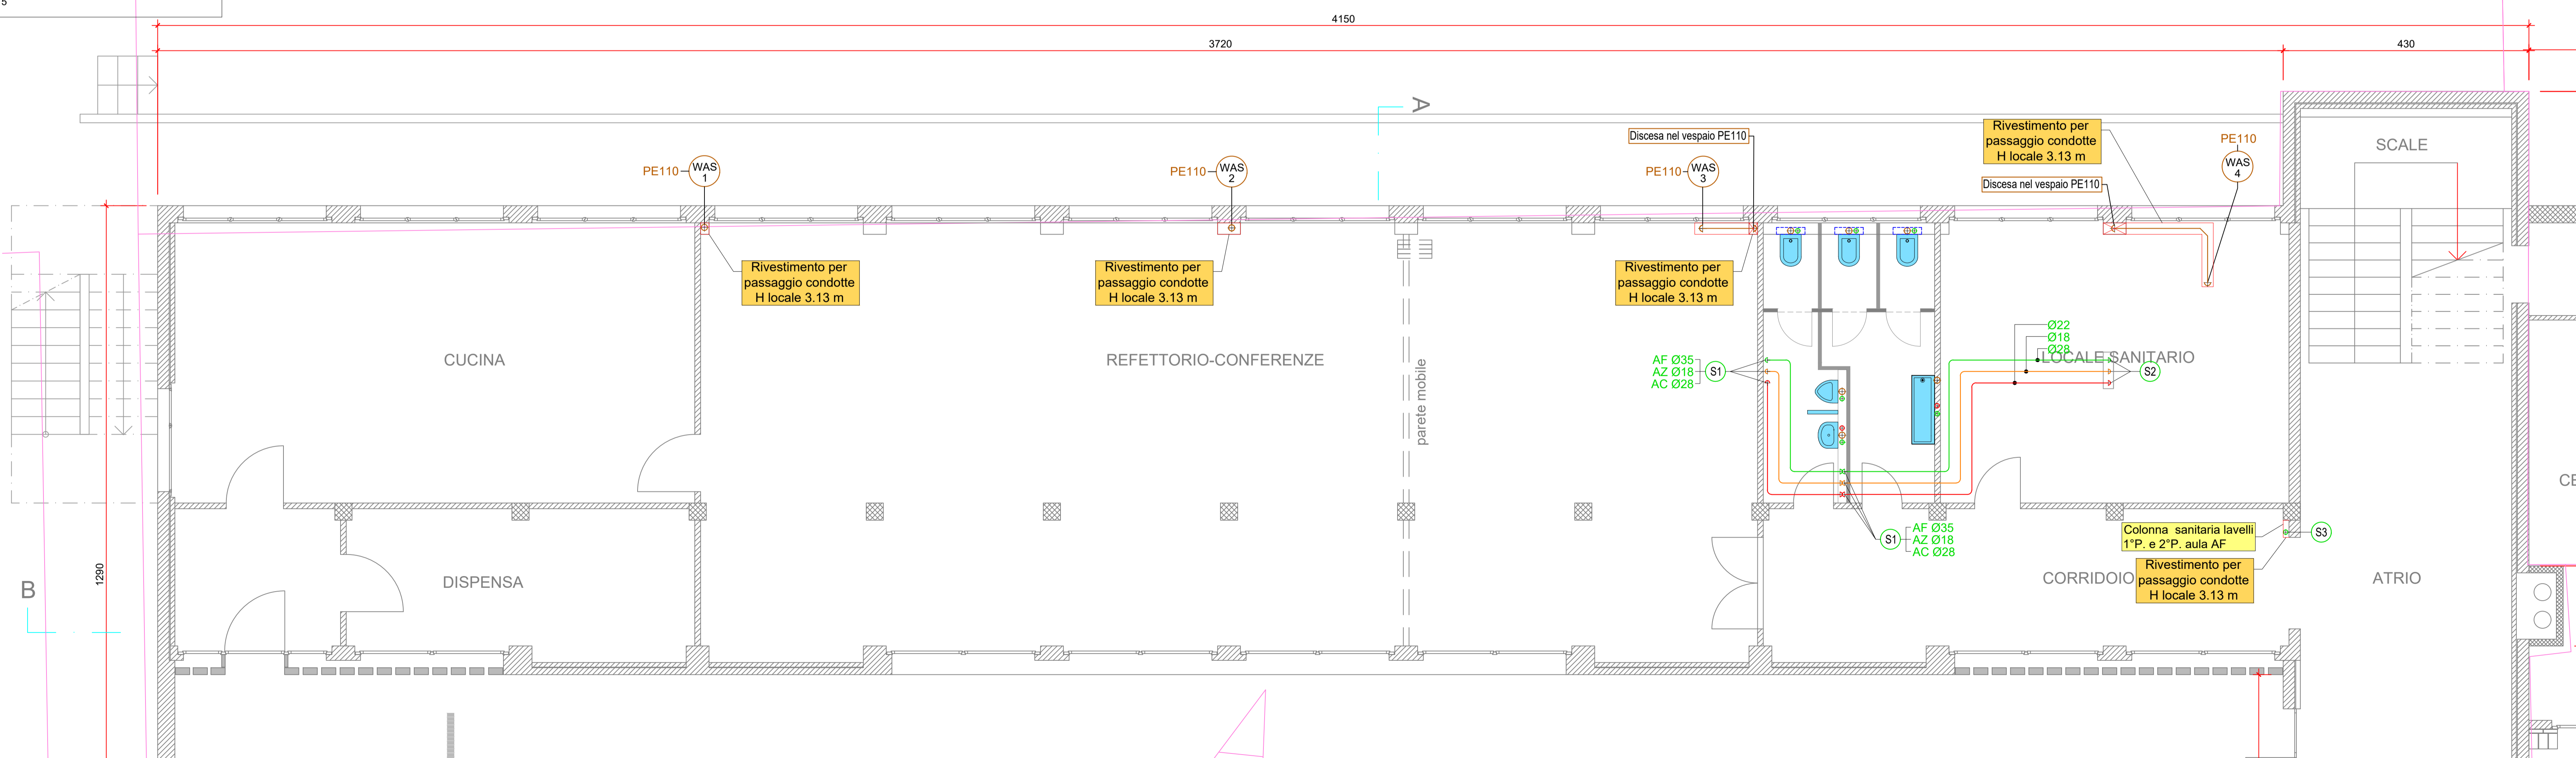 5
4150
3720
430
A
Discesa nel vespaio PE110
Rivestimento per
passaggio condotte
H locale 3.13 m
PE110
WAS
4
SCALE
PE110
WAS
1
PE110
WAS
2
PE110
WAS
3
Discesa nel vespaio PE110
Rivestimento per
passaggio condotte
H locale 3.13 m
Rivestimento per
passaggio condotte
H locale 3.13 m
Rivestimento per
passaggio condotte
H locale 3.13 m
Ø22
Ø18
Ø28
CUCINA
REFETTORIO-CONFERENZE
parete mobile
AF Ø35
AZ Ø18
AC Ø28
S1
LOCALE SANITARIO
S2
CE
S1
AF Ø35
AZ Ø18
AC Ø28
Colonna sanitaria lavelli
1°P. e 2°P. aula AF
S3
Rivestimento per
passaggio condotte
H locale 3.13 m
1290
B
DISPENSA
CORRIDOIO
ATRIO